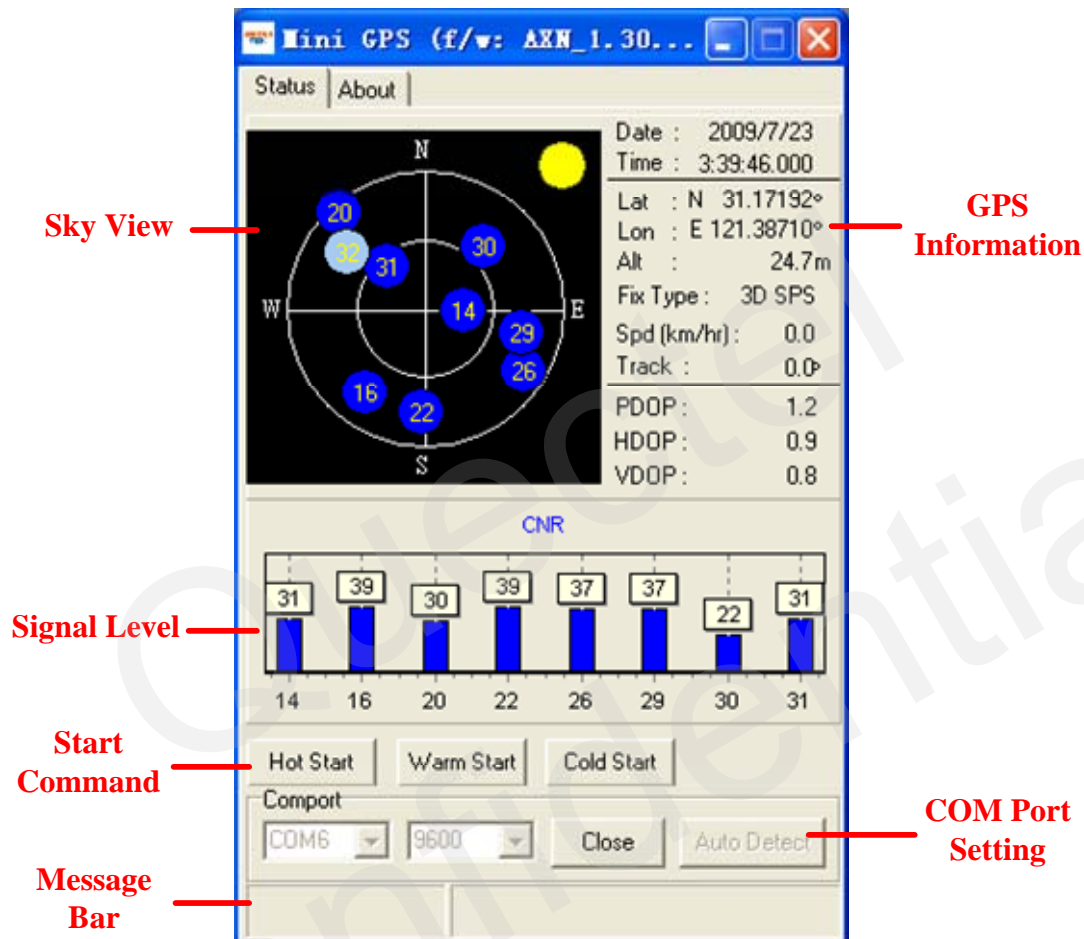 Mini GPS (f/w: AXN_1.30...
Status About
Date : 2009/7/23
Time : 3:39:46.000
Lat : N 31.17192°
Lon : E 121.38710°
Alt : 24.7m
Fix Type : 3D SPS
Spd (km/hr) : 0.0
Track : 0.0°
PDOP : 1.2
HDOP : 0.9
VDOP : 0.8
N
20
32
31
30
W
14
E
29
26
16
22
S
Sky View
GPS
Information
CNR
31 39 30 39 37 37 22 31
14 16 20 22 26 29 30 31
Signal Level
Start
Command
Hot Start Warm Start Cold Start
Comport
COM6 9600 Close Auto Detect
COM Port
Setting
Message
Bar
Quectel
Confidential